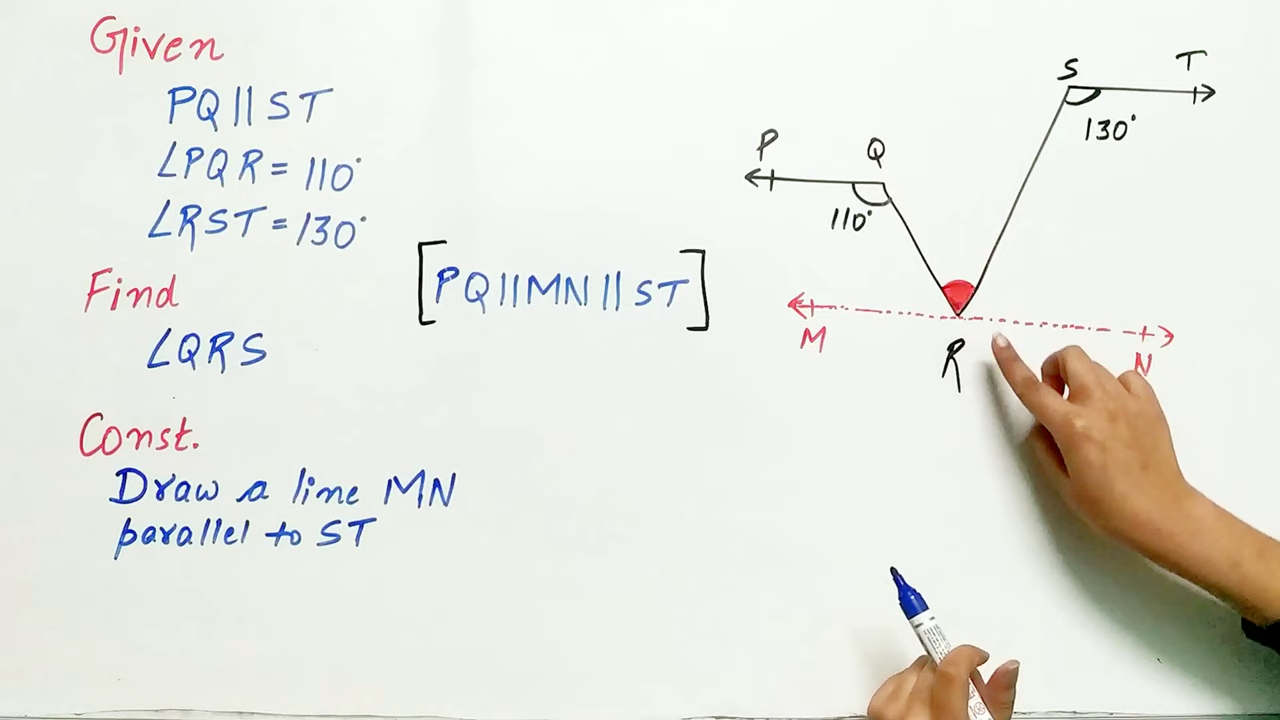 Given
PQ||ST
∠PQR = 110°
∠RST = 130°
Find
∠QRS
Const.
Draw a line MN
parallel to ST
[PQ||MN||ST]
S
T
130°
P
Q
110°
M
R
N